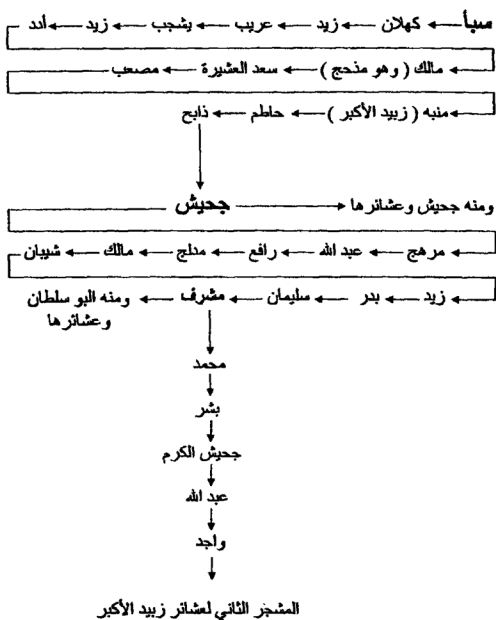 سبأ كهلان زيد عريب يشجب زيد أدد
مالك ( وهو مذحج ) سعد العشيرة مصعب
منبه ( زبيد الأكبر ) حاطم ذابح
جحيش ومنه جحيش وعشائرها
مرهج عبد الله رافع مدلج مالك شيبان
زيد بدر سليمان مشرف ومنه البو سلطان
وعشائرها
محمد
بشر
جحيش الكرم
عبد الله
واجد
المشجر الثاني لعشائر زبيد الأكبر